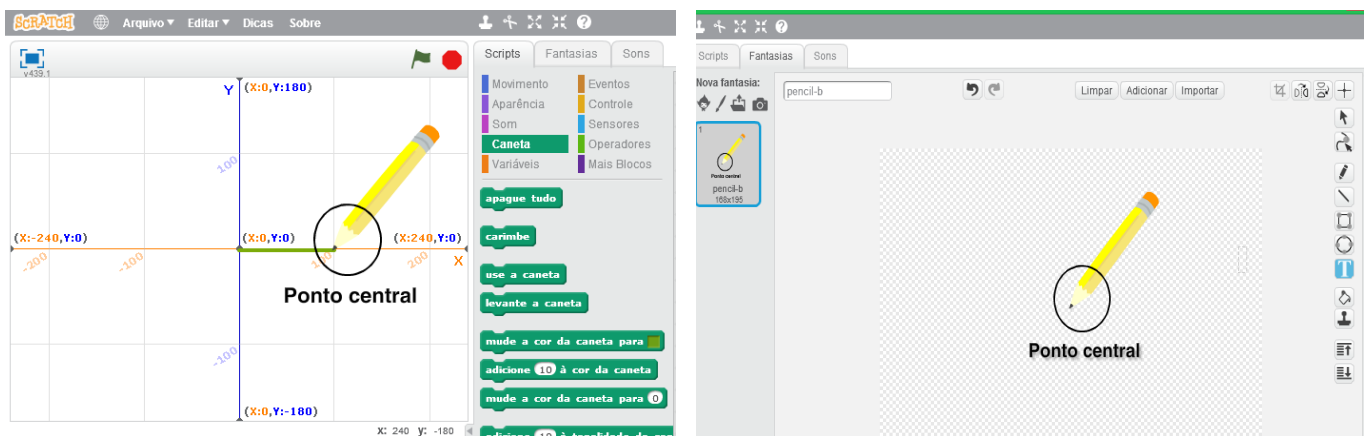 SCRATCH Arquivo▼ Editar▼ Dicas Sobre
v439.1
Scripts Fantasias Sons
Movimento Eventos
Aparência Controle
Som Sensores
Caneta Operadores
Variáveis Mais Blocos
apague tudo
carimbe
use a caneta
levante a caneta
mude a cor da caneta para
adicione 10 à cor da caneta
mude a cor da caneta para 0
Y (X:0,Y:180)
100
(X:-240,Y:0) (X:0,Y:0) (X:240,Y:0)
-200 -100 100 200 X
Ponto central
-100
(X:0,Y:-180)
x: 240 y: -180
Scripts Fantasias Sons
Nova fantasia:
pencil-b
Limpar Adicionar Importar
1
Ponto central
pencil-b
168x195
Ponto central
T